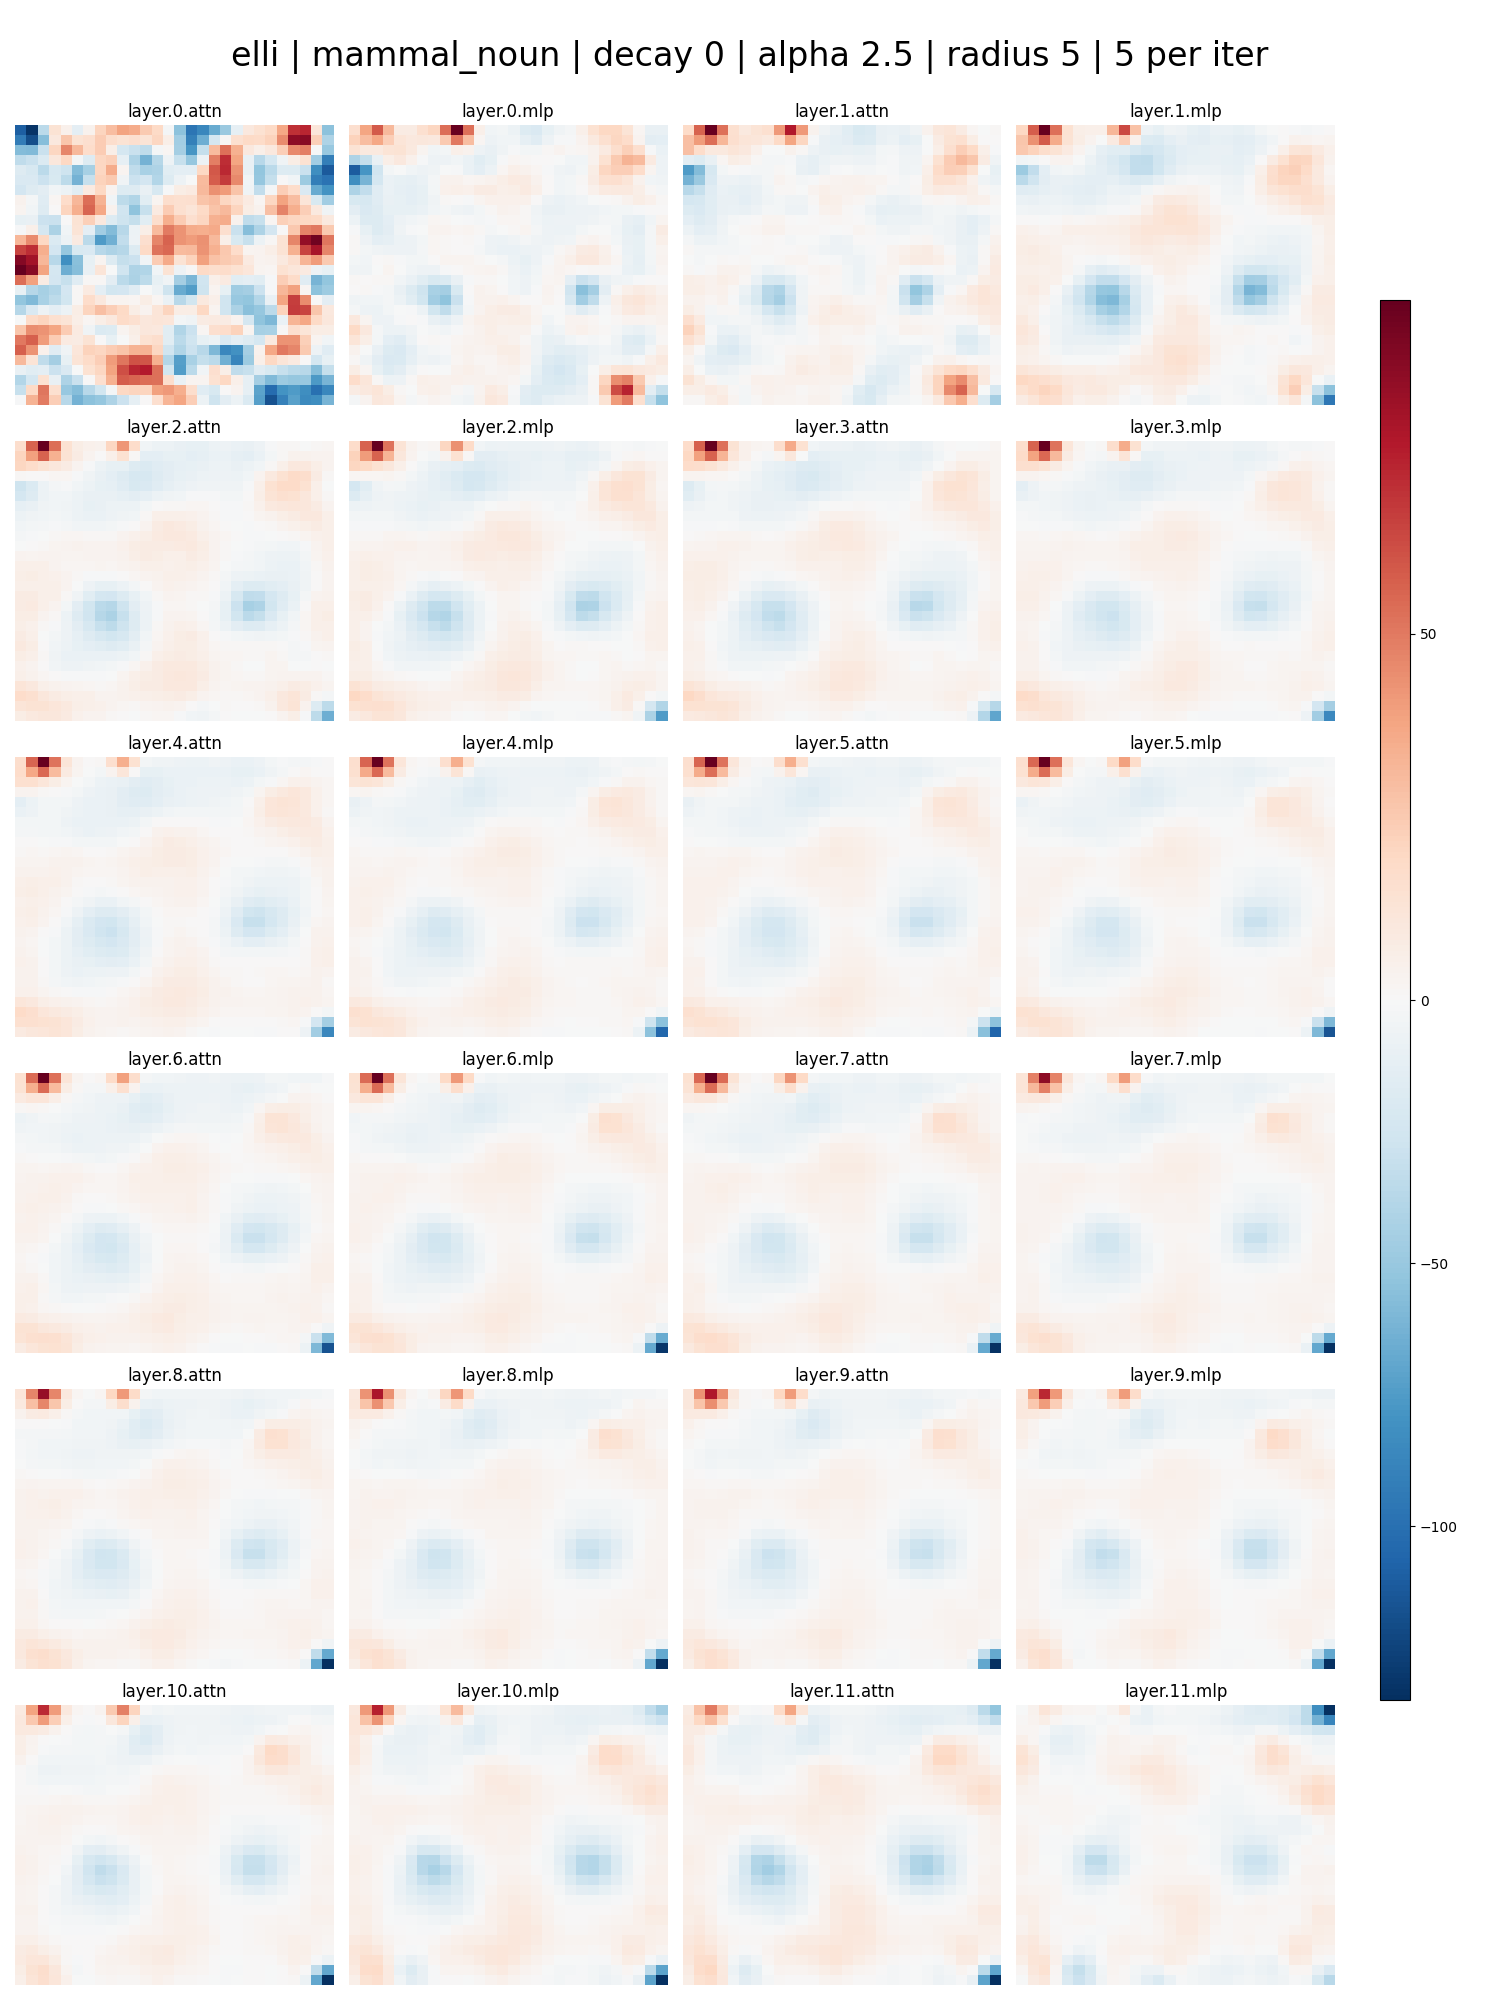 elli | mammal_noun | decay 0 | alpha 2.5 | radius 5 | 5 per iter
layer.0.attn
layer.0.mlp
layer.1.attn
layer.1.mlp
layer.2.attn
layer.2.mlp
layer.3.attn
layer.3.mlp
layer.4.attn
layer.4.mlp
layer.5.attn
layer.5.mlp
layer.6.attn
layer.6.mlp
layer.7.attn
layer.7.mlp
layer.8.attn
layer.8.mlp
layer.9.attn
layer.9.mlp
layer.10.attn
layer.10.mlp
layer.11.attn
layer.11.mlp
50
0
−50
−100